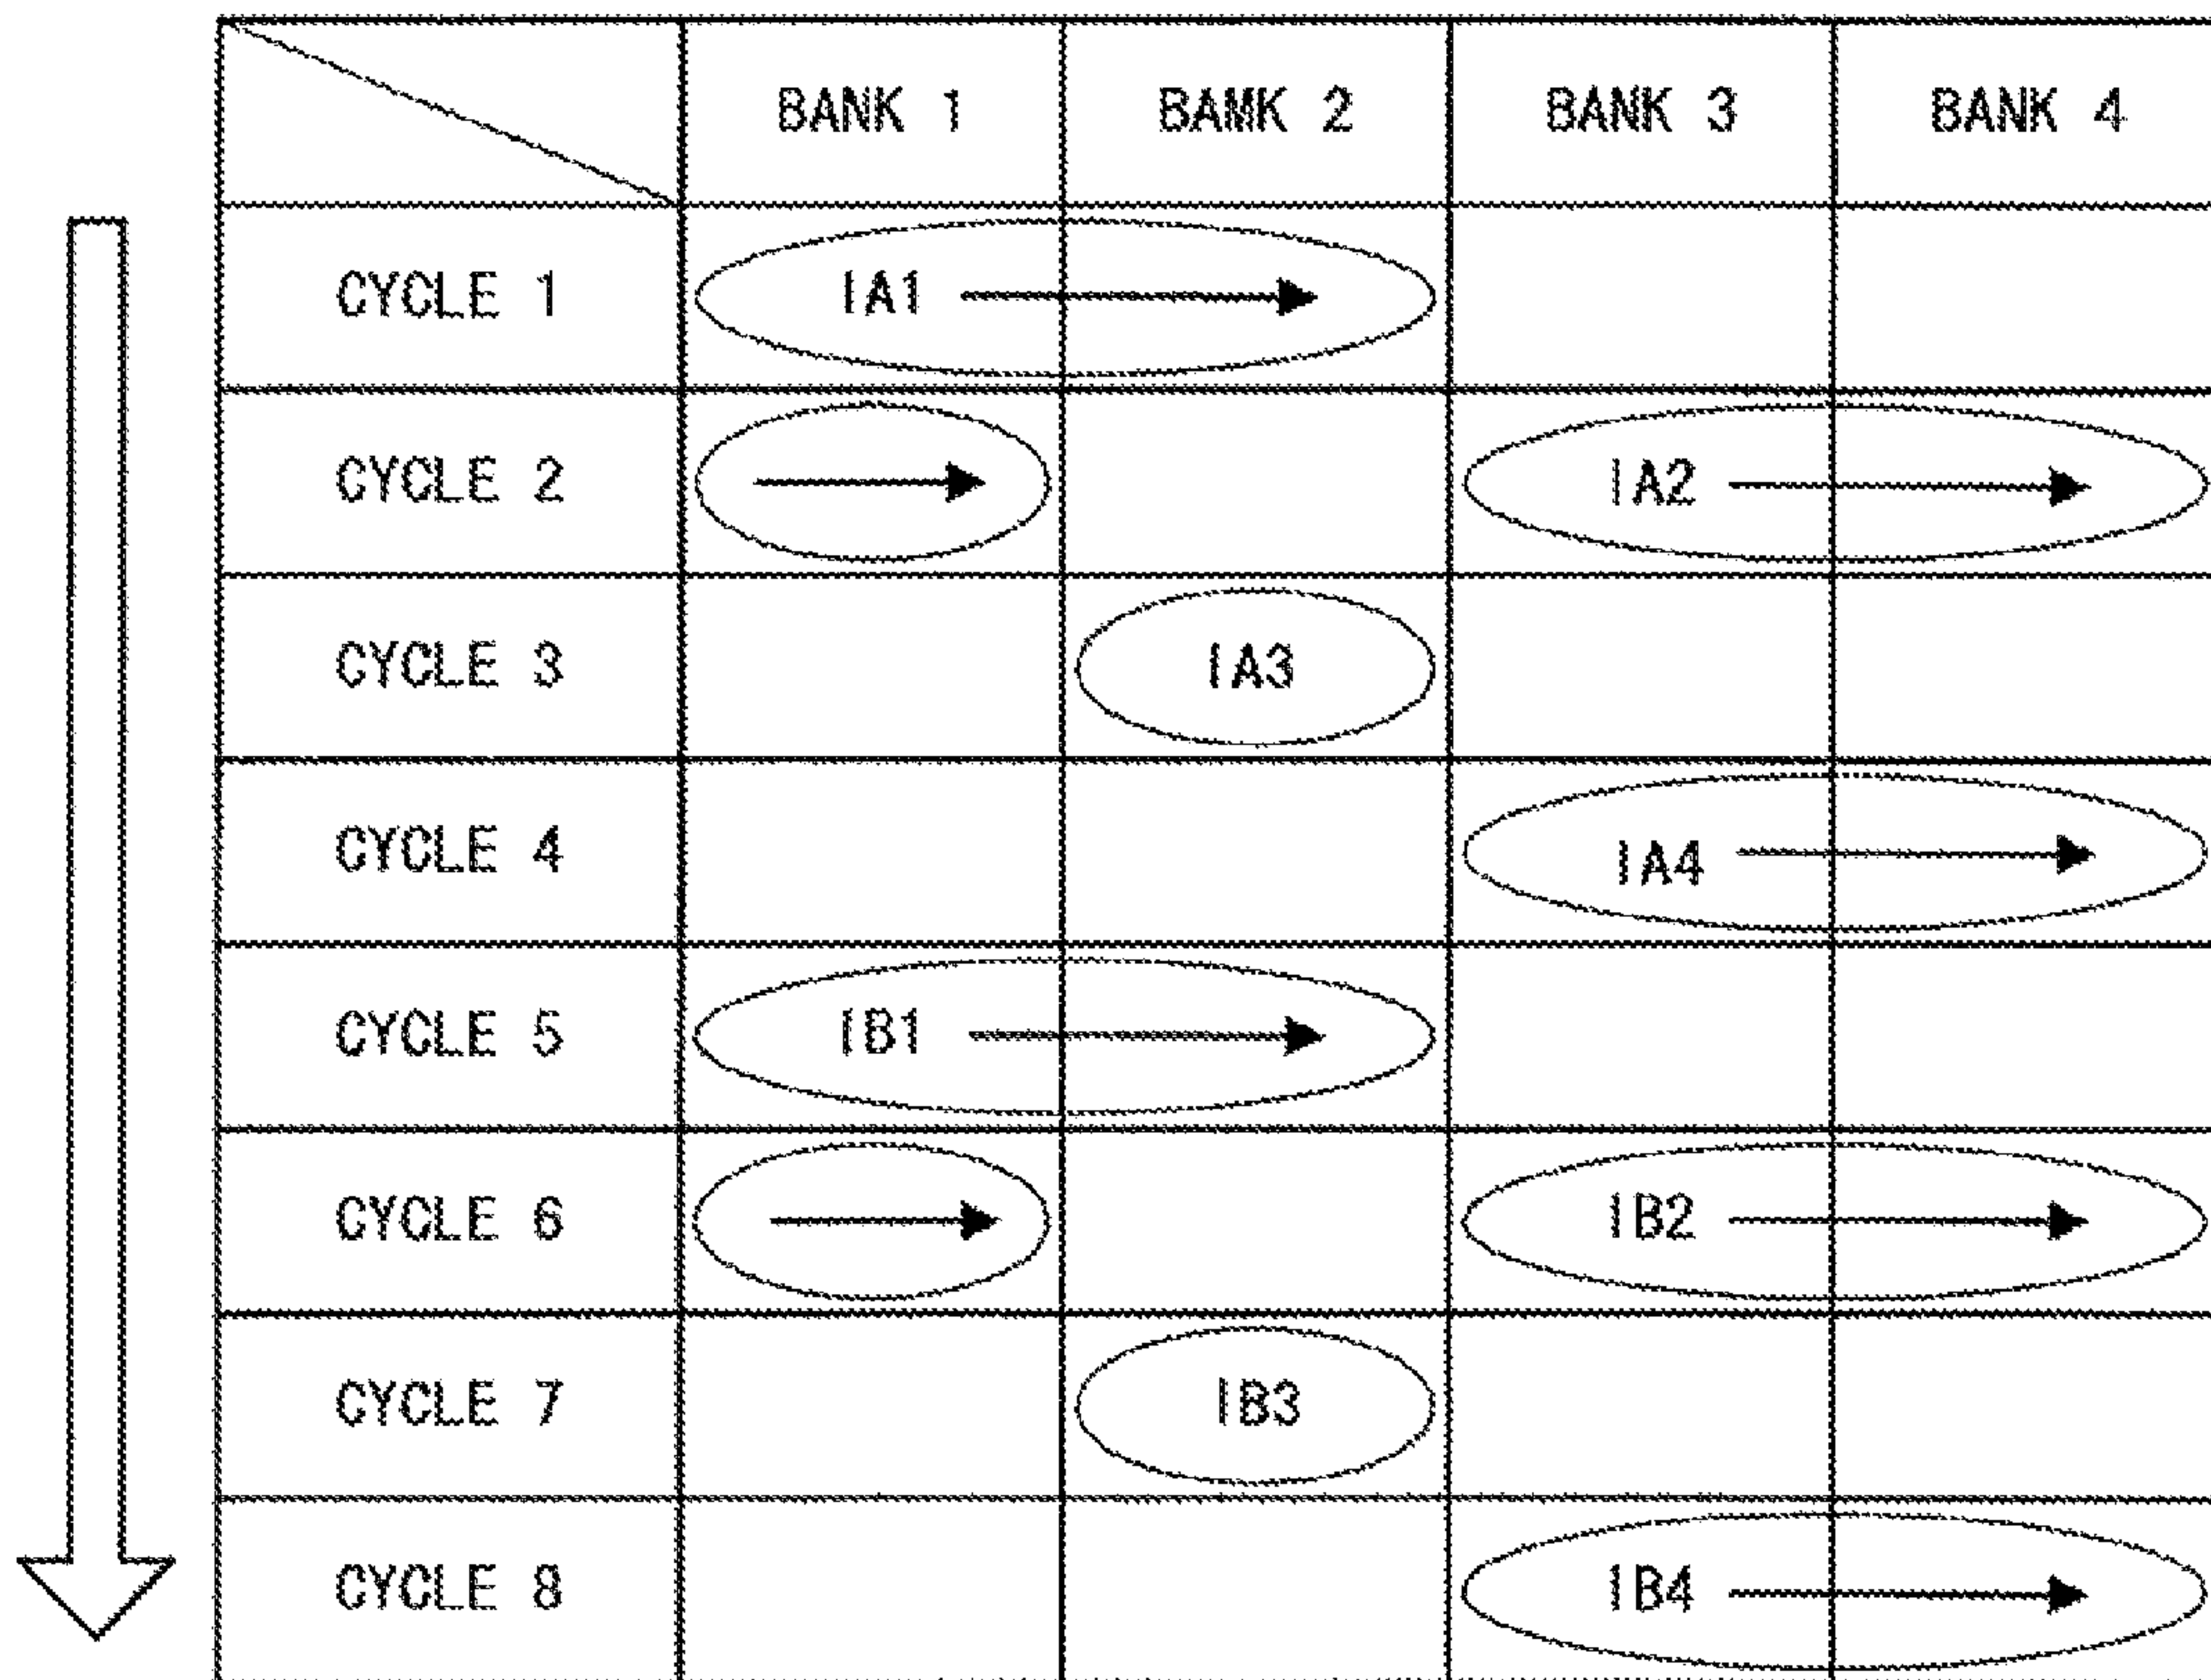 BANK 1 BAMK 2 BANK 3 BANK 4
CYCLE 1 IA1
CYCLE 2 IA2
CYCLE 3 IA3
CYCLE 4 IA4
CYCLE 5 IB1
CYCLE 6 IB2
CYCLE 7 IB3
CYCLE 8 IB4